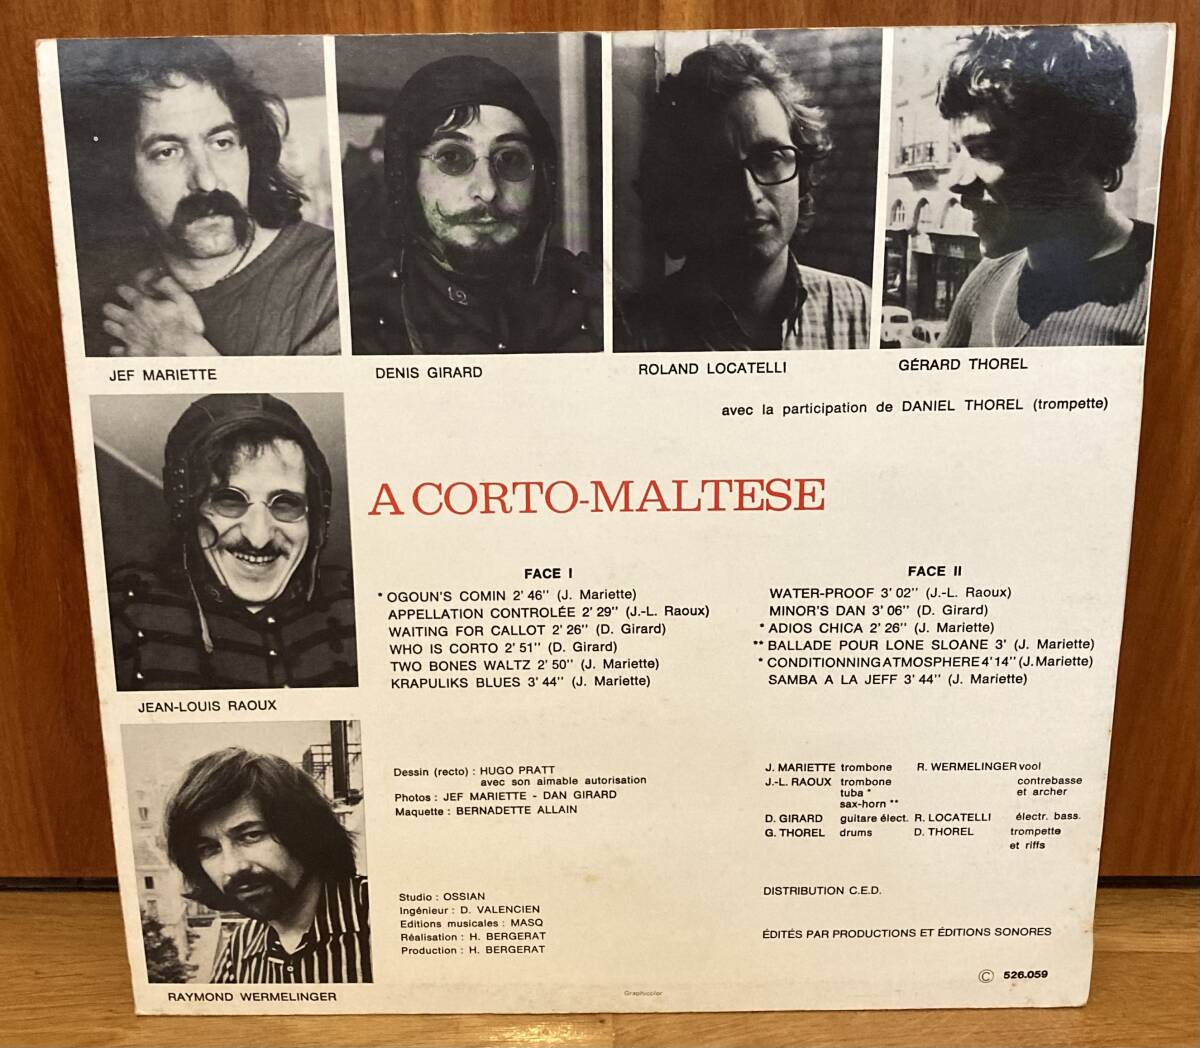 JEF MARIETTE
DENIS GIRARD
ROLAND LOCATELLI
GÉRARD THOREL
avec la participation de DANIEL THOREL (trompette)
A CORTO-MALTESE
12
JEAN-LOUIS RAOUX
RAYMOND WERMELINGER
FACE I
* OGOUN'S COMIN 2' 46'' (J. Mariette)
APPELLATION CONTROLÉE 2' 29'' (J.-L. Raoux)
WAITING FOR CALLOT 2' 26'' (D. Girard)
WHO IS CORTO 2' 51'' (D. Girard)
TWO BONES WALTZ 2' 50'' (J. Mariette)
KRAPULIKS BLUES 3' 44'' (J. Mariette)
FACE II
WATER-PROOF 3' 02'' (J.-L. Raoux)
MINOR'S DAN 3' 06'' (D. Girard)
* ADIOS CHICA 2' 26'' (J. Mariette)
** BALLADE POUR LONE SLOANE 3' (J. Mariette)
* CONDITIONNING ATMOSPHERE 4' 14'' (J. Mariette)
SAMBA A LA JEFF 3' 44'' (J. Mariette)
Dessin (recto) : HUGO PRATT
avec son aimable autorisation
Photos : JEF MARIETTE - DAN GIRARD
Maquette : BERNADETTE ALLAIN
J. MARIETTE trombone R. WERMELINGER vool
J.-L. RAOUX trombone contrebasse
tuba * et archer
sax-horn **
D. GIRARD guitare élect. R. LOCATELLI électr. bass.
G. THOREL drums D. THOREL trompette
et riffs
Studio : OSSIAN
Ingénieur : D. VALENCIEN
Editions musicales : MASQ
Réalisation : H. BERGERAT
Production : H. BERGERAT
DISTRIBUTION C.E.D.
ÉDITÉS PAR PRODUCTIONS ET ÉDITIONS SONORES
© 526.059
Graphicolor